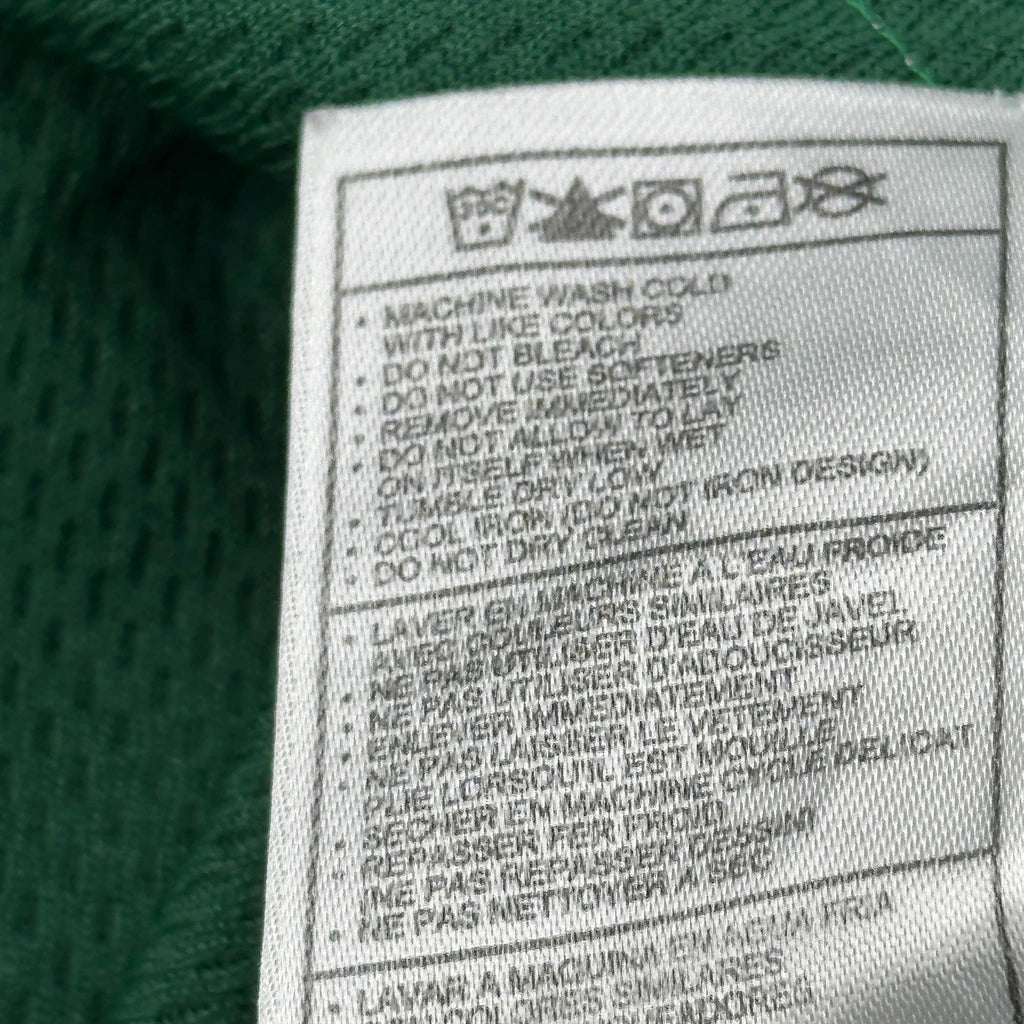 • MACHINE WASH COLD
WITH LIKE COLORS
• DO NOT BLEACH
• DO NOT USE SOFTENERS
• REMOVE IMMEDIATELY
• DO NOT ALLOW TO LAY
ON ITSELF WHEN WET
• TUMBLE DRY LOW
• COOL IRON (DO NOT IRON DESIGN)
• DO NOT DRY CLEAN
• LAVER EN MACHINE A L'EAU FROIDE
AVEC COULEURS SIMILAIRES
• NE PAS UTILISER D'EAU DE JAVEL
• NE PAS UTILISER D'ADOUCISSEUR
• ENLEVER IMMEDIATEMENT
• NE PAS LAISSER LE VETEMENT
PLIE LORSQU'IL EST MOUILLE
• SECHER EN MACHINE CYCLE DELICAT
• REPASSER FER FROID
(NE PAS REPASSER DESSIN)
• NE PAS NETTOYER A SEC
• LAVAR A MAQUINA EN AGUA FRIA
COLORES SIMILARES